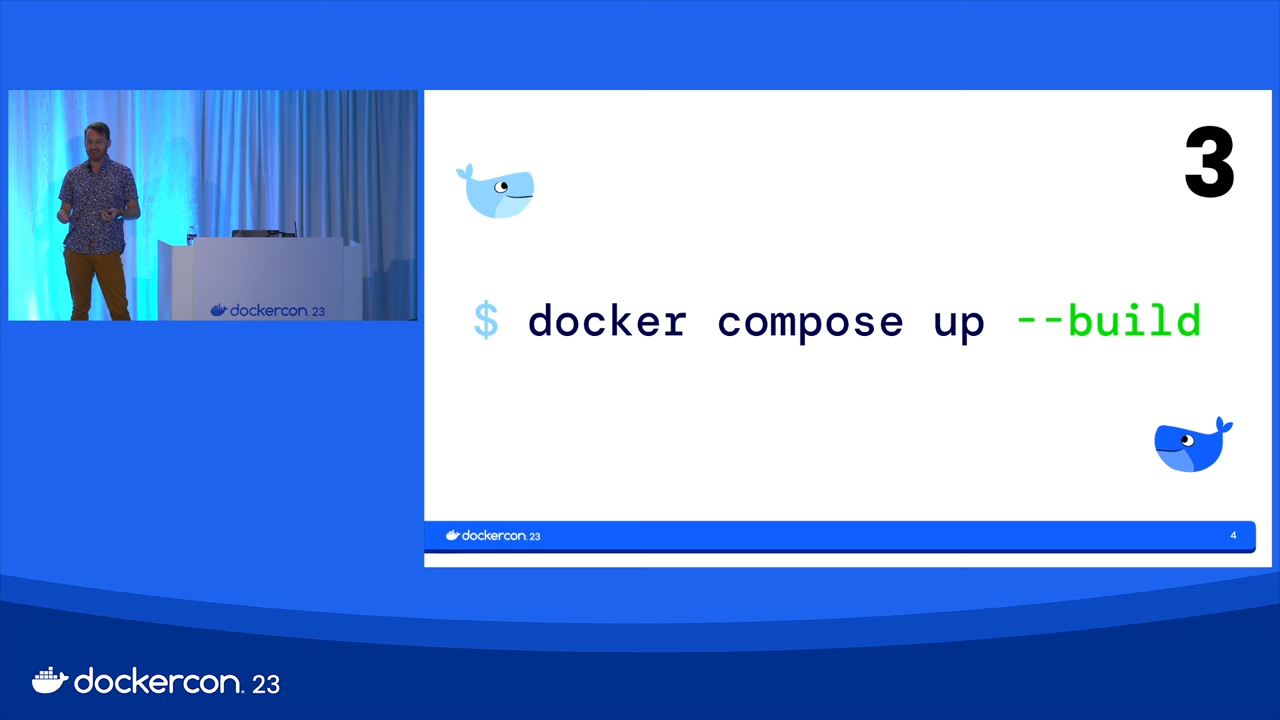 3
$ docker compose up --build
dockercon. 23
4
dockercon. 23
dockercon. 23